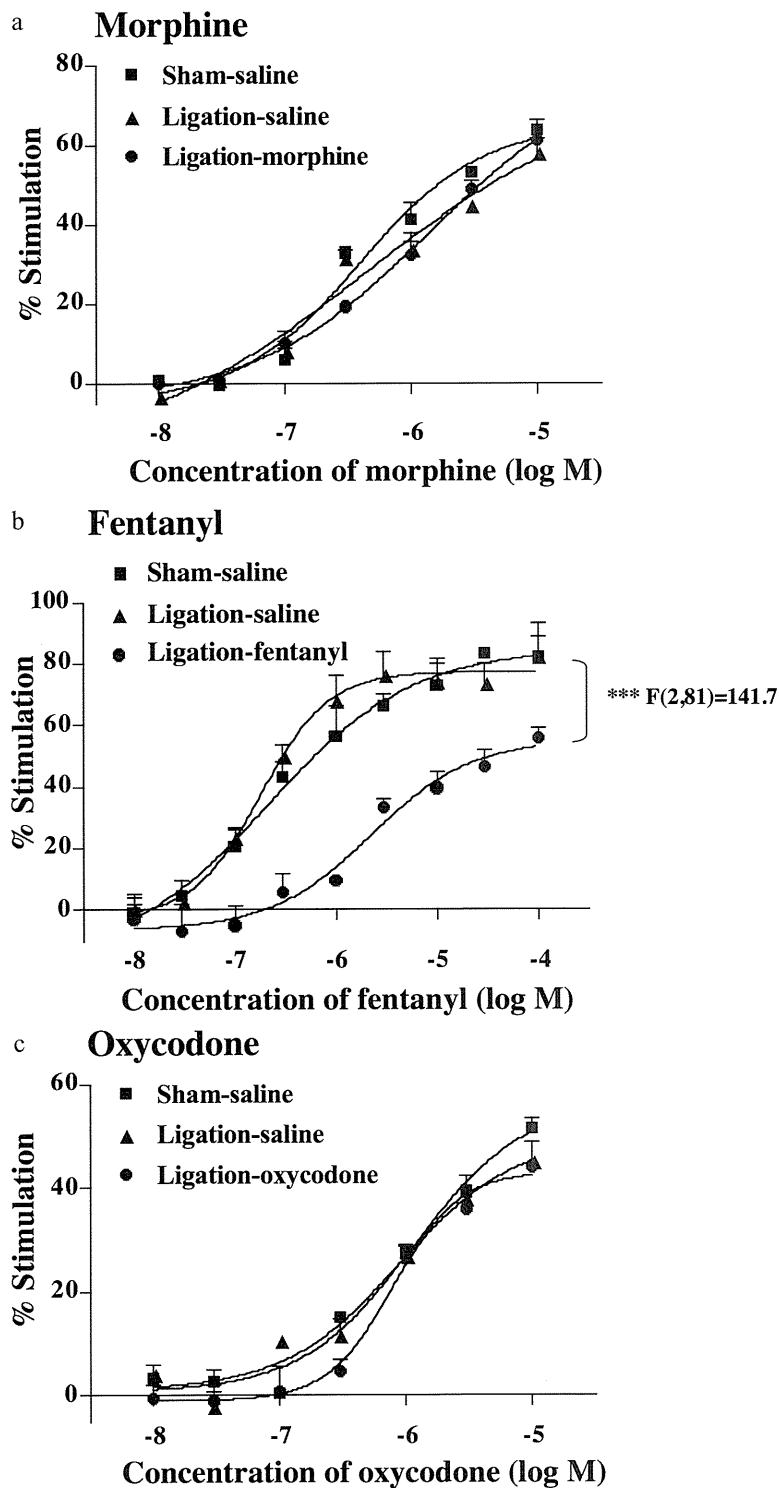 a Morphine
80
60
40
20
0
% Stimulation
Sham-saline
Ligation-saline
Ligation-morphine
-8 -7 -6 -5
Concentration of morphine (log M)
b Fentanyl
100
80
60
40
20
0
% Stimulation
Sham-saline
Ligation-saline
Ligation-fentanyl
*** F(2,81)=141.7
-8 -7 -6 -5 -4
Concentration of fentanyl (log M)
c Oxycodone
60
40
20
0
% Stimulation
Sham-saline
Ligation-saline
Ligation-oxycodone
-8 -7 -6 -5
Concentration of oxycodone (log M)